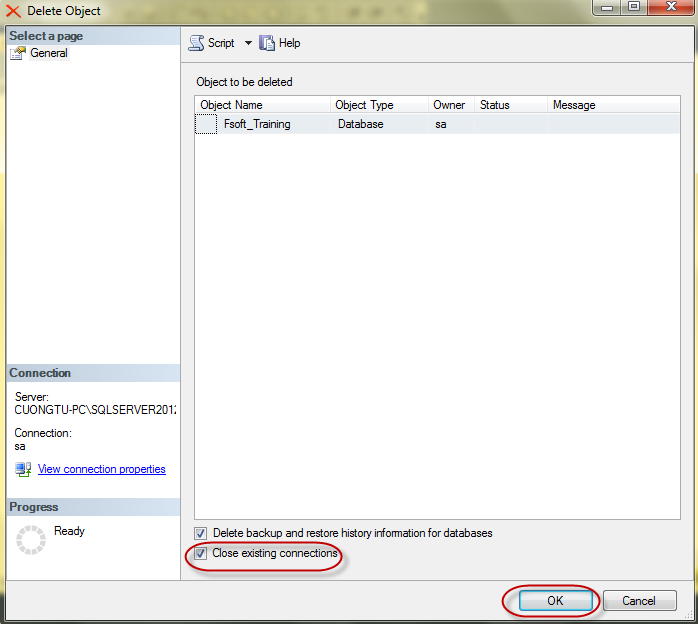 Delete Object
Select a page
General
Script
Help
Object to be deleted
Object Name Object Type Owner Status Message
Fsoft_Training Database sa
Connection
Server:
CUONGTU-PC\SQLSERVER2012
Connection:
sa
View connection properties
Progress
Ready
Delete backup and restore history information for databases
Close existing connections
OK
Cancel